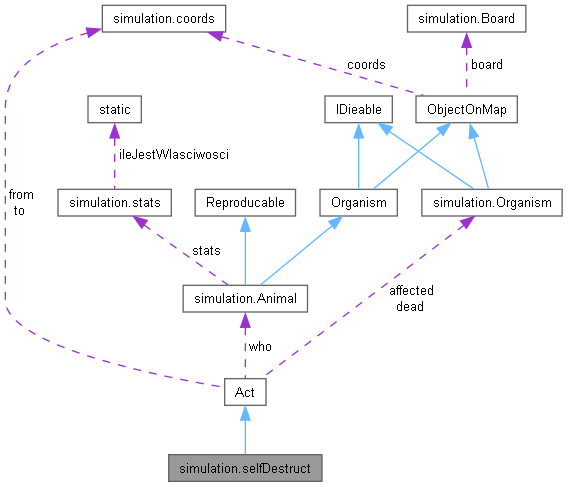 simulation.coords
simulation.Board
coords
board
static
IDieable
ObjectOnMap
ileJestWlasciwosci
from
to
simulation.stats
Reproducable
Organism
simulation.Organism
stats
simulation.Animal
affected
dead
who
Act
simulation.selfDestruct